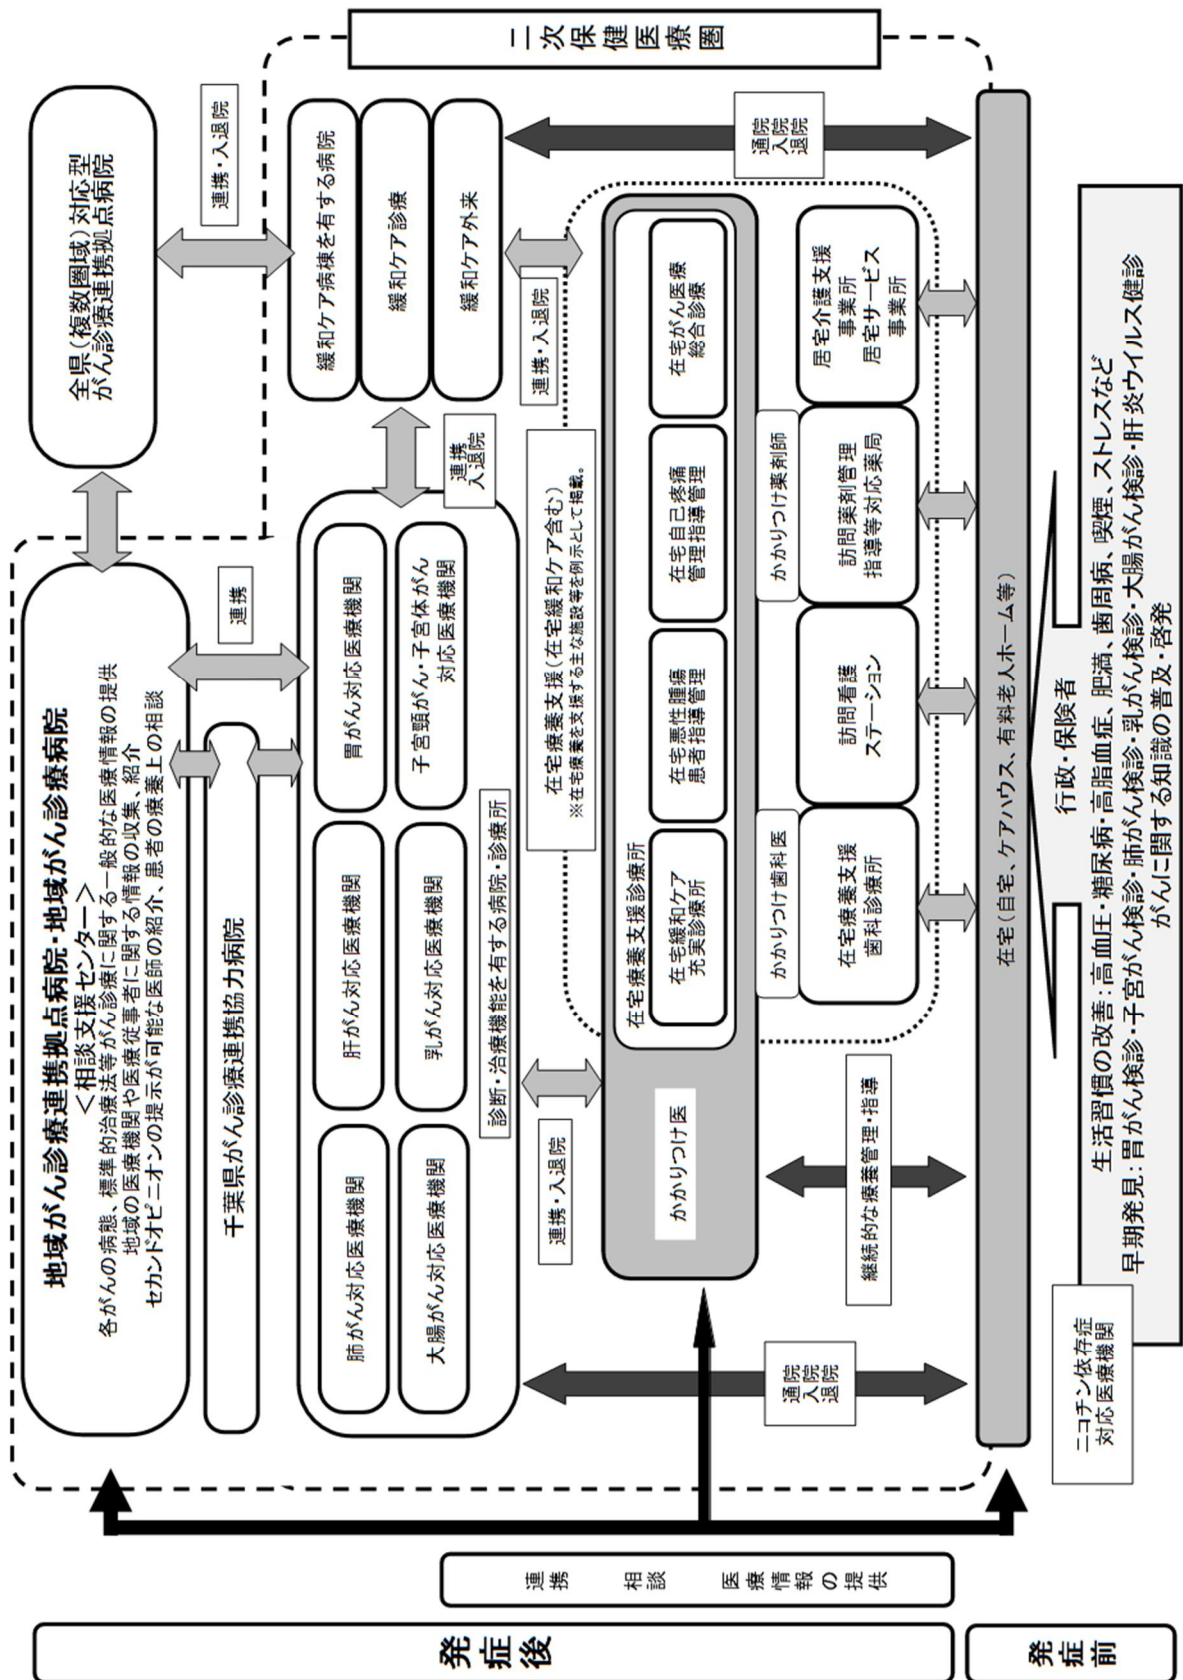 二次保健医療圏
全県(複数圏域)対応型
がん診療連携拠点病院
連携・入退院
地域がん診療連携拠点病院・地域がん診療病院
<相談支援センター>
各がんの病態、標準的治療法等がん診療に関する一般的な医療情報の提供
地域の医療機関や医療従事者に関する情報の収集、紹介
セカンドオピニオンの提示が可能な医師の紹介、患者の療養上の相談
連携
千葉県がん診療連携協力病院
肺がん対応医療機関
肝がん対応医療機関
胃がん対応医療機関
大腸がん対応医療機関
乳がん対応医療機関
子宮頸がん・子宮体がん
対応医療機関
診断・治療機能を有する病院・診療所
連携
入退院
緩和ケア病棟を有する病院
緩和ケア診療
緩和ケア外来
連携・入退院
連携・入退院
在宅療養支援(在宅緩和ケア含む)
※在宅療養を支援する主な施設等を例示として掲載。
かかりつけ医
在宅療養支援診療所
在宅緩和ケア
充実診療所
在宅悪性腫瘍
患者指導管理
在宅自己疼痛
管理指導管理
在宅がん医療
総合診療
かかりつけ歯科医
在宅療養支援
歯科診療所
訪問看護
ステーション
かかりつけ薬剤師
訪問薬剤管理
指導等対応薬局
居宅介護支援
事業所
居宅サービス
事業所
通院
入院
退院
継続的な療養管理・指導
通院
入院
退院
在宅(自宅、ケアハウス、有料老人ホーム等)
行政・保険者
生活習慣の改善:高血圧・糖尿病・高脂血症、肥満、歯周病、喫煙、ストレスなど
早期発見:胃がん検診・子宮がん検診・肺がん検診・乳がん検診・大腸がん検診・肝炎ウイルス健診
がんに関する知識の普及・啓発
ニコチン依存症
対応医療機関
連携　相談　医療情報の提供
発症後
発症前